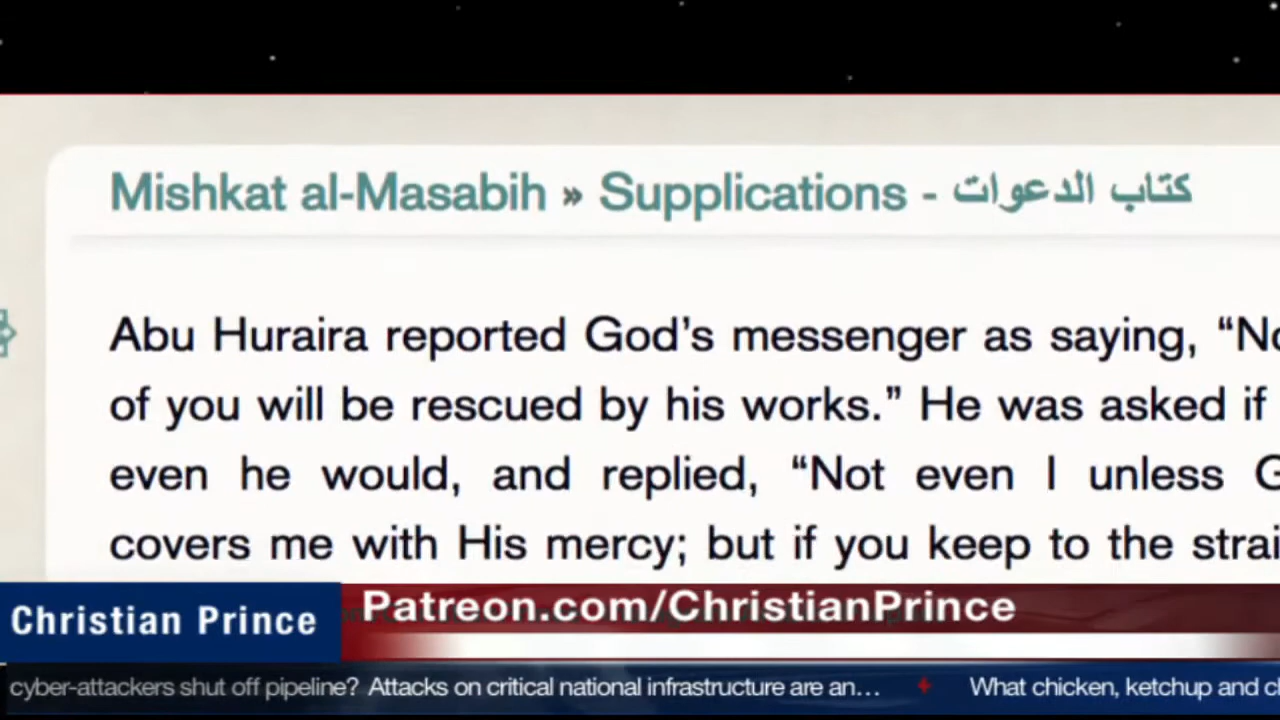 Mishkat al-Masabih » Supplications - كتاب الدعوات
Abu Huraira reported God’s messenger as saying, “No
of you will be rescued by his works.” He was asked if
even he would, and replied, “Not even I unless G
covers me with His mercy; but if you keep to the strai
Christian Prince
Patreon.com/ChristianPrince
cyber-attackers shut off pipeline? Attacks on critical national infrastructure are an... What chicken, ketchup and ch